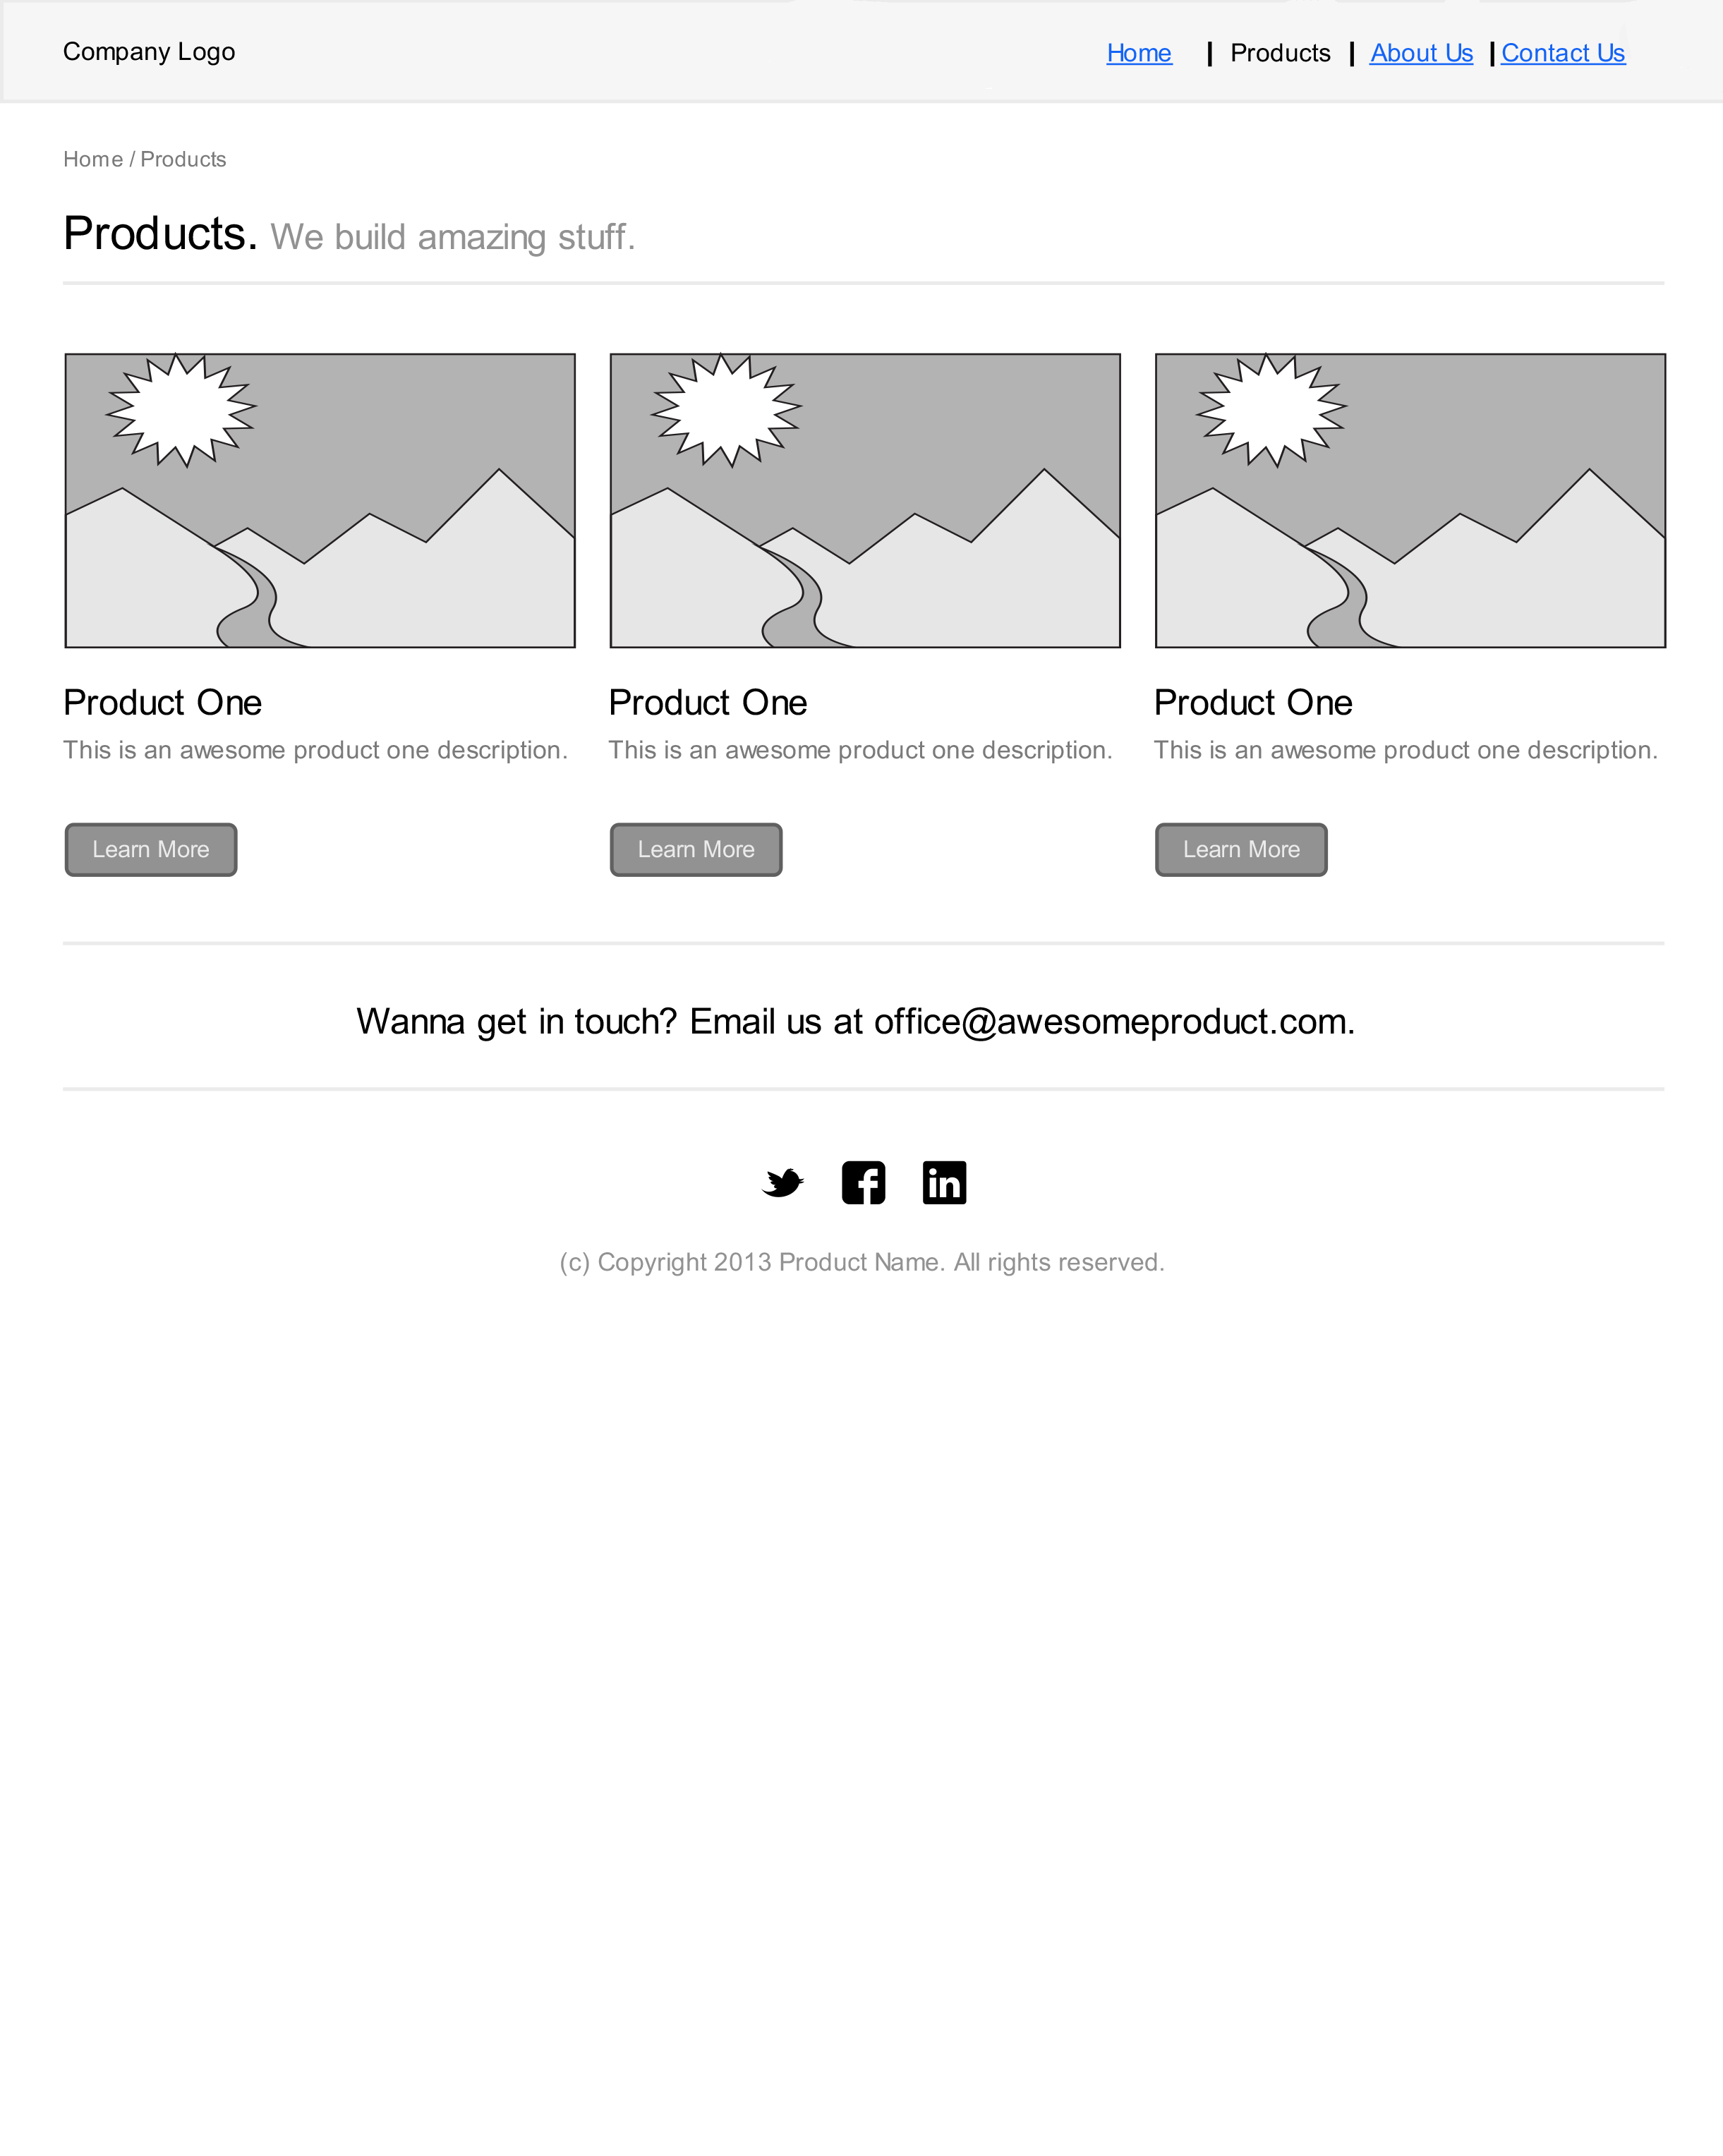 Company Logo
Home | Products | About Us | Contact Us
Home / Products
Products. We build amazing stuff.
Product One
This is an awesome product one description.
Learn More
Product One
This is an awesome product one description.
Learn More
Product One
This is an awesome product one description.
Learn More
Wanna get in touch? Email us at office@awesomeproduct.com.
(c) Copyright 2013 Product Name. All rights reserved.